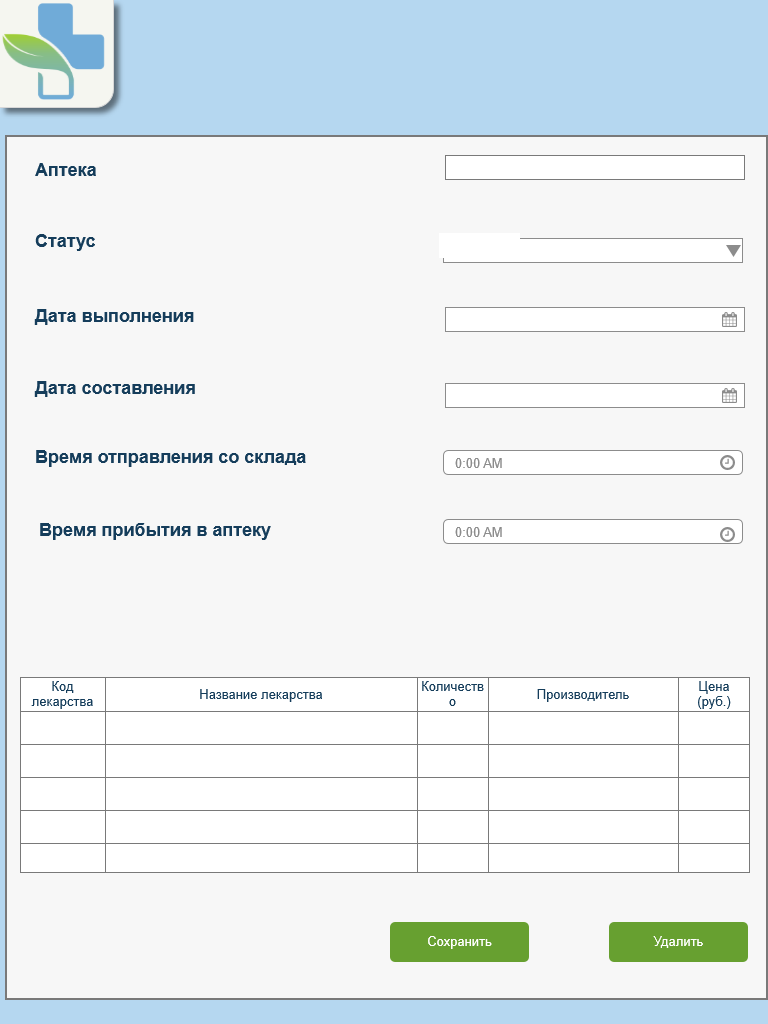 Аптека
Статус
Дата выполнения
Дата составления
Время отправления со склада
0:00 AM
Время прибытия в аптеку
0:00 AM
Код
лекарства
Название лекарства
Количеств
о
Производитель
Цена
(руб.)
Сохранить
Удалить